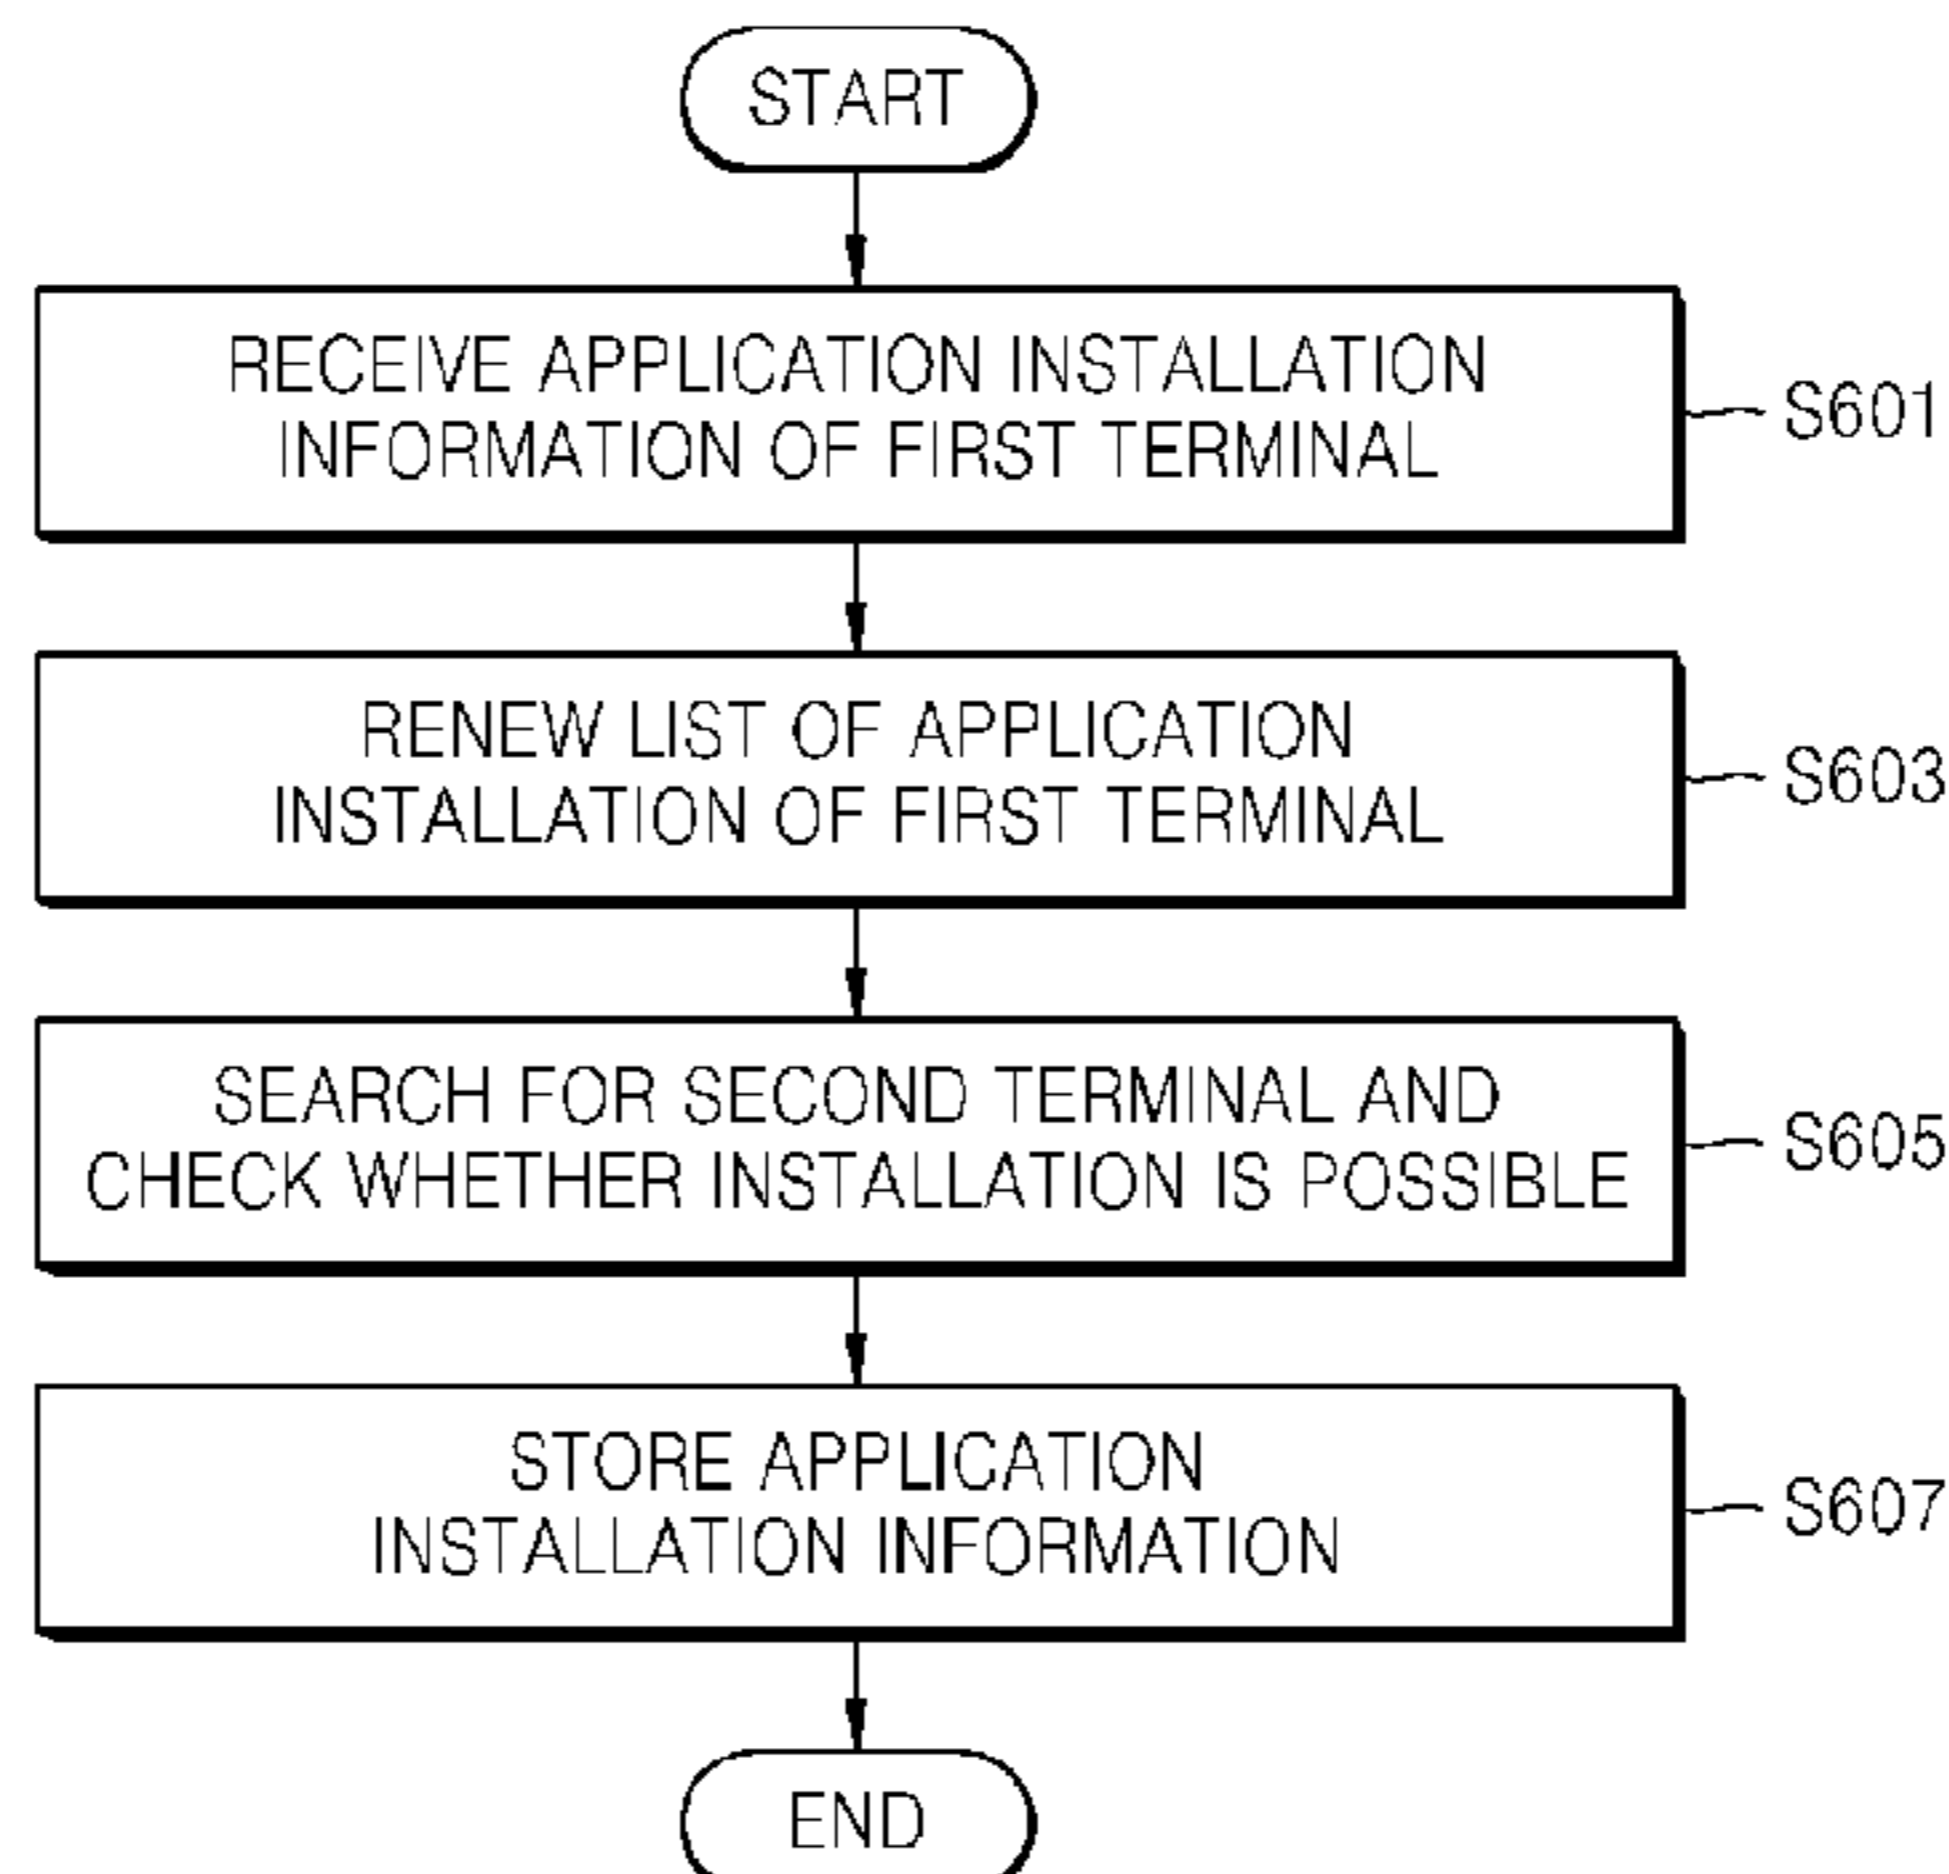 START
RECEIVE APPLICATION INSTALLATION
INFORMATION OF FIRST TERMINAL
S601
RENEW LIST OF APPLICATION
INSTALLATION OF FIRST TERMINAL
S603
SEARCH FOR SECOND TERMINAL AND
CHECK WHETHER INSTALLATION IS POSSIBLE
S605
STORE APPLICATION
INSTALLATION INFORMATION
S607
END